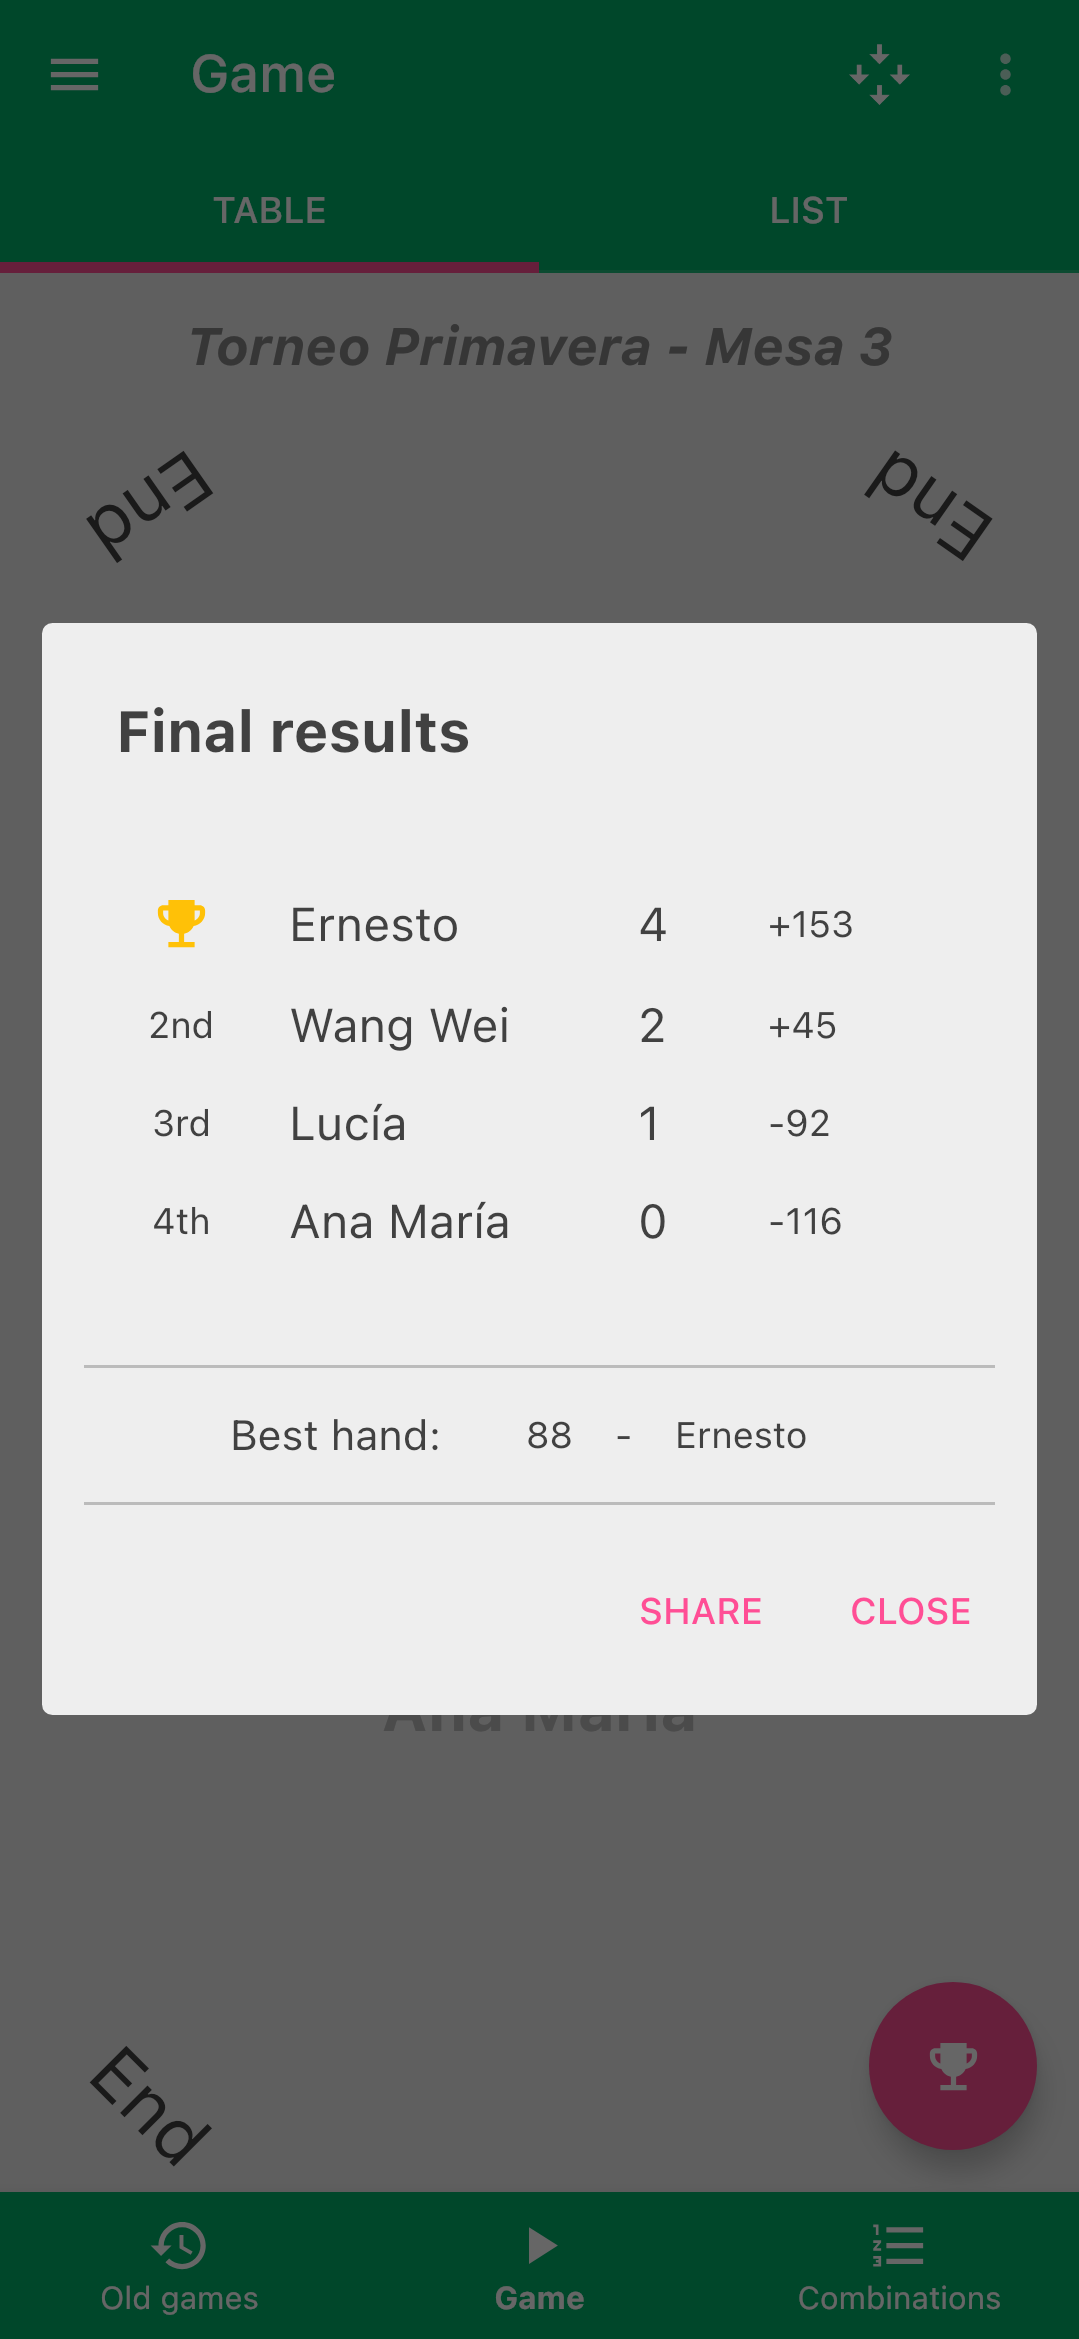 Game
TABLE LIST
Torneo Primavera - Mesa 3
End End
Final results
Ernesto 4 +153
2nd Wang Wei 2 +45
3rd Lucía 1 -92
4th Ana María 0 -116
Best hand: 88 - Ernesto
SHARE CLOSE
Ana María
End
Old games Game Combinations